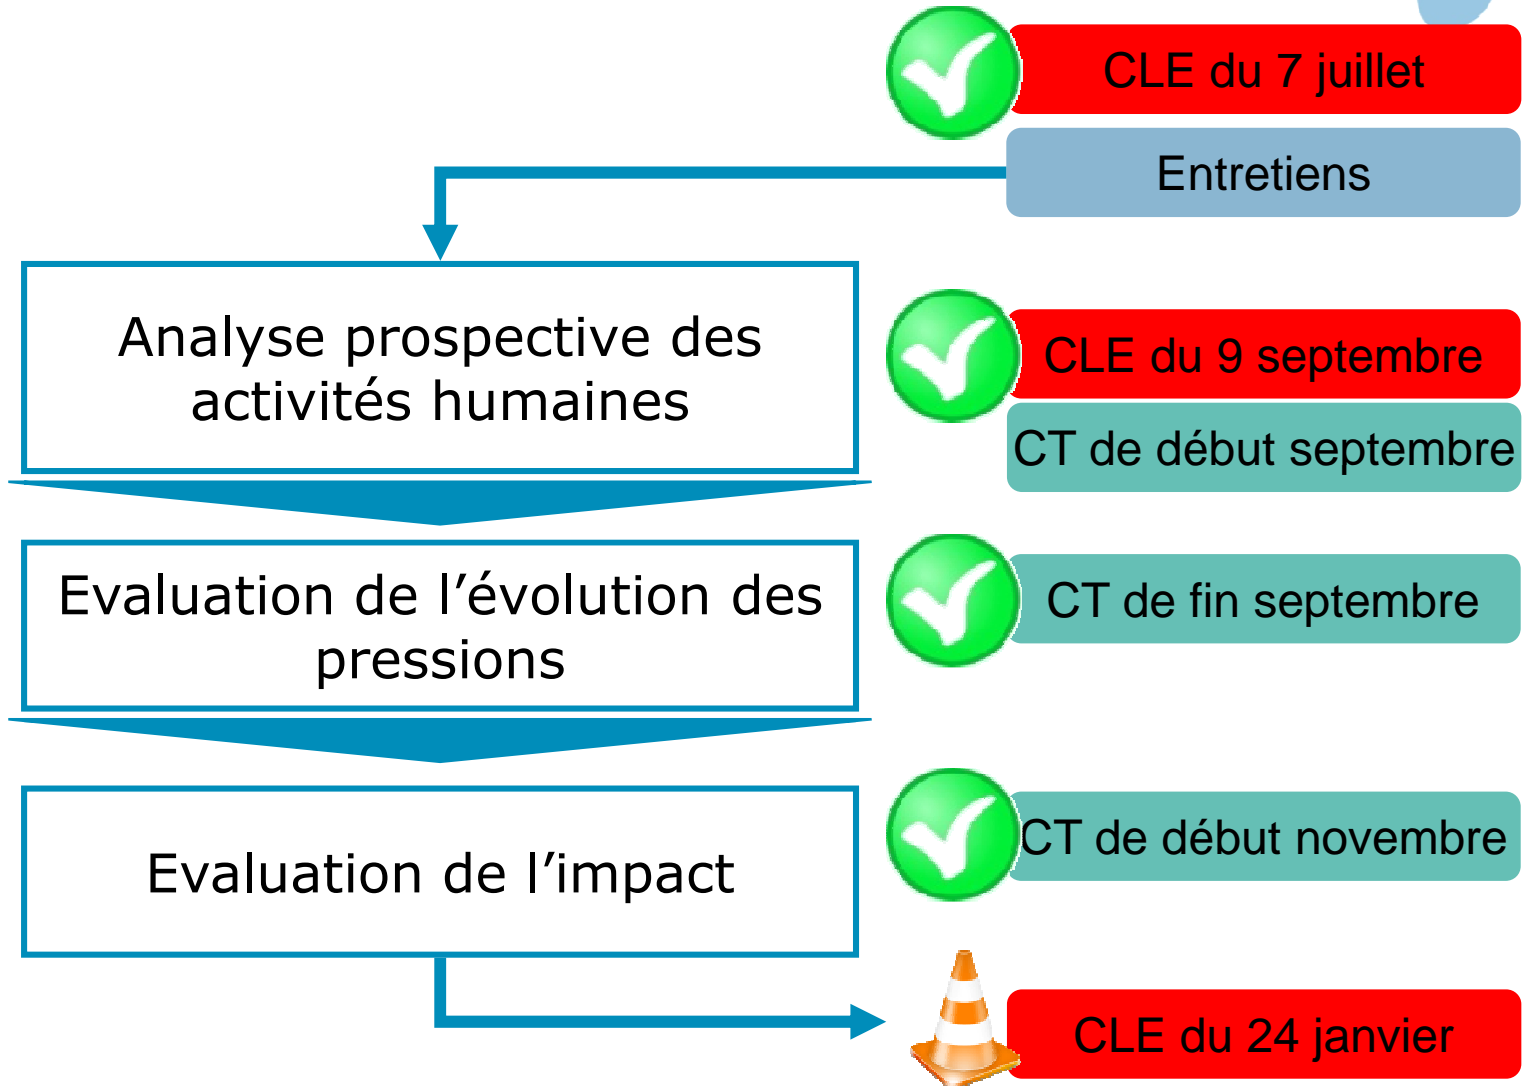 CLE du 7 juillet
Entretiens
Analyse prospective des
activités humaines
CLE du 9 septembre
CT de début septembre
Evaluation de l’évolution des
pressions
CT de fin septembre
Evaluation de l’impact
CT de début novembre
CLE du 24 janvier